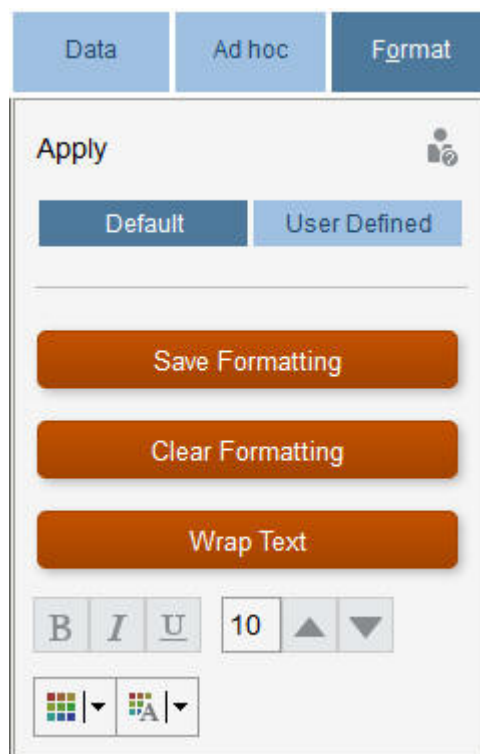 Data Ad hoc Format
Apply
Default User Defined
Save Formatting
Clear Formatting
Wrap Text
B I U 10
A